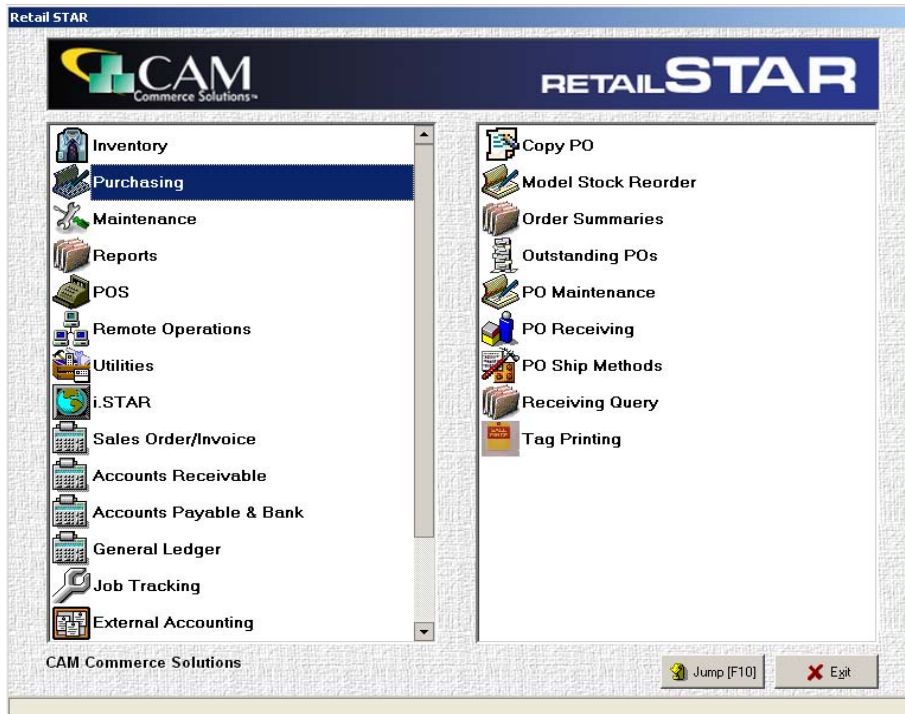 Retail STAR
CAM
Commerce Solutions™
RETAILSTAR
Inventory
Purchasing
Maintenance
Reports
POS
Remote Operations
Utilities
i.STAR
Sales Order/Invoice
Accounts Receivable
Accounts Payable & Bank
General Ledger
Job Tracking
External Accounting
Copy PO
Model Stock Reorder
Order Summaries
Outstanding POs
PO Maintenance
PO Receiving
PO Ship Methods
Receiving Query
Tag Printing
CAM Commerce Solutions
Jump [F10]
Exit